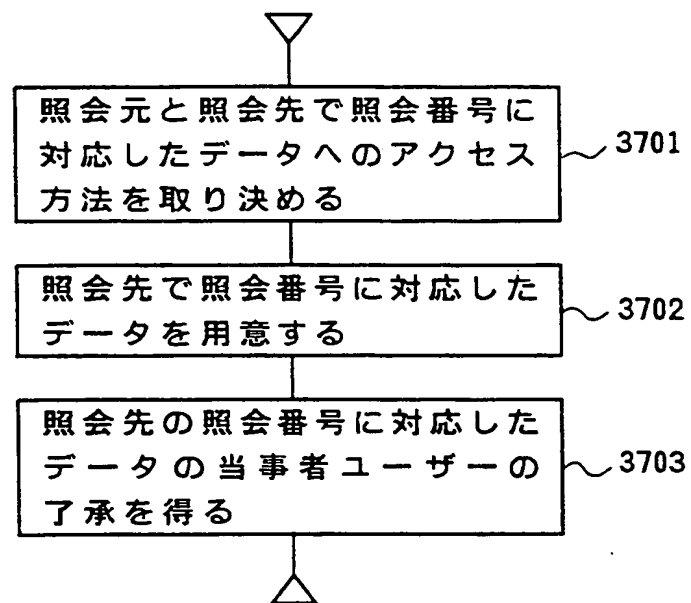 照会元と照会先で照会番号に
対応したデータへのアクセス
方法を取り決める
3701
照会先で照会番号に対応した
データを用意する
3702
照会先の照会番号に対応した
データの当事者ユーザーの
了承を得る
3703